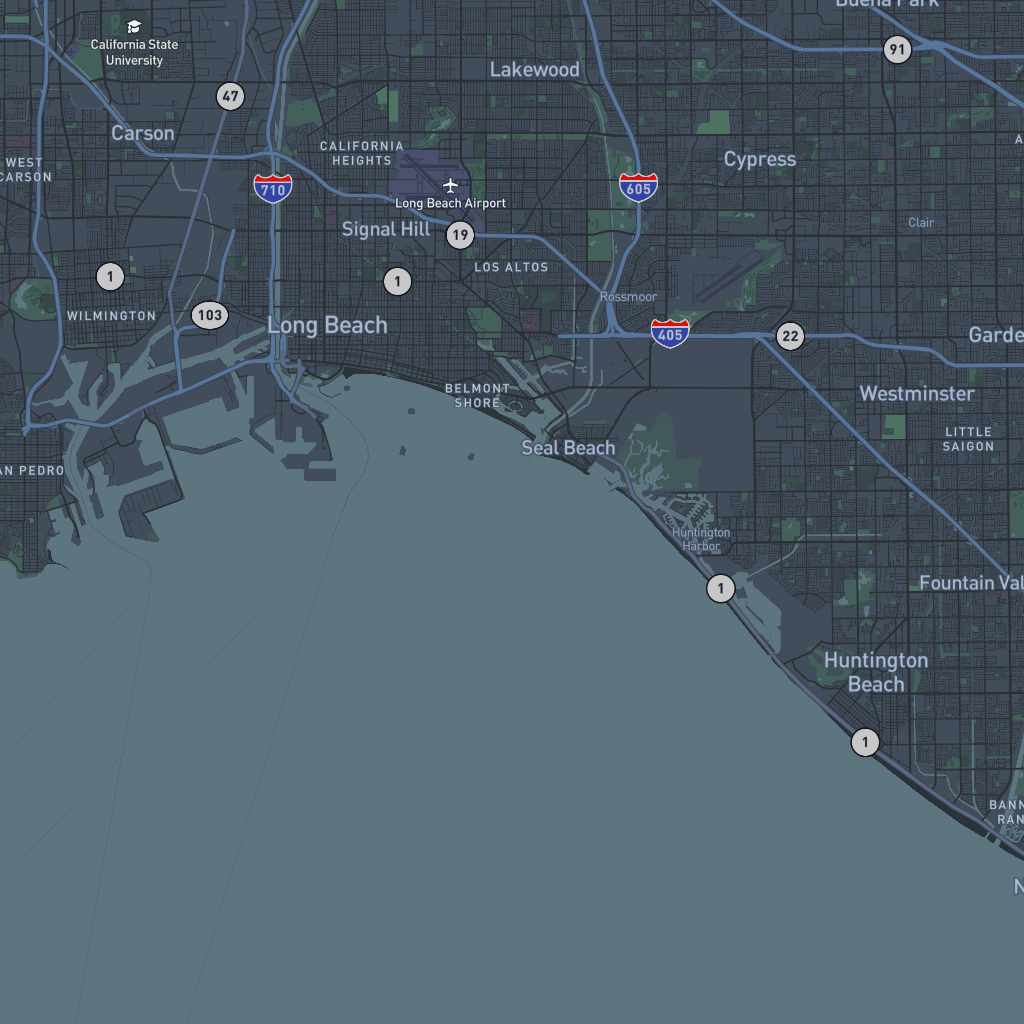 Buena Park
California State
University
91
Lakewood
47
Carson
CALIFORNIA
HEIGHTS
WEST
CARSON
Cypress
710
605
Long Beach Airport
Signal Hill
19
Clair
LOS ALTOS
1
1
Rossmoor
103
WILMINGTON
Long Beach
405
22
Garde
BELMONT
SHORE
Westminster
LITTLE
SAIGON
Seal Beach
AN PEDRO
Huntington
Harbor
1
Fountain Val
Huntington
Beach
1
BANN
RAN
N